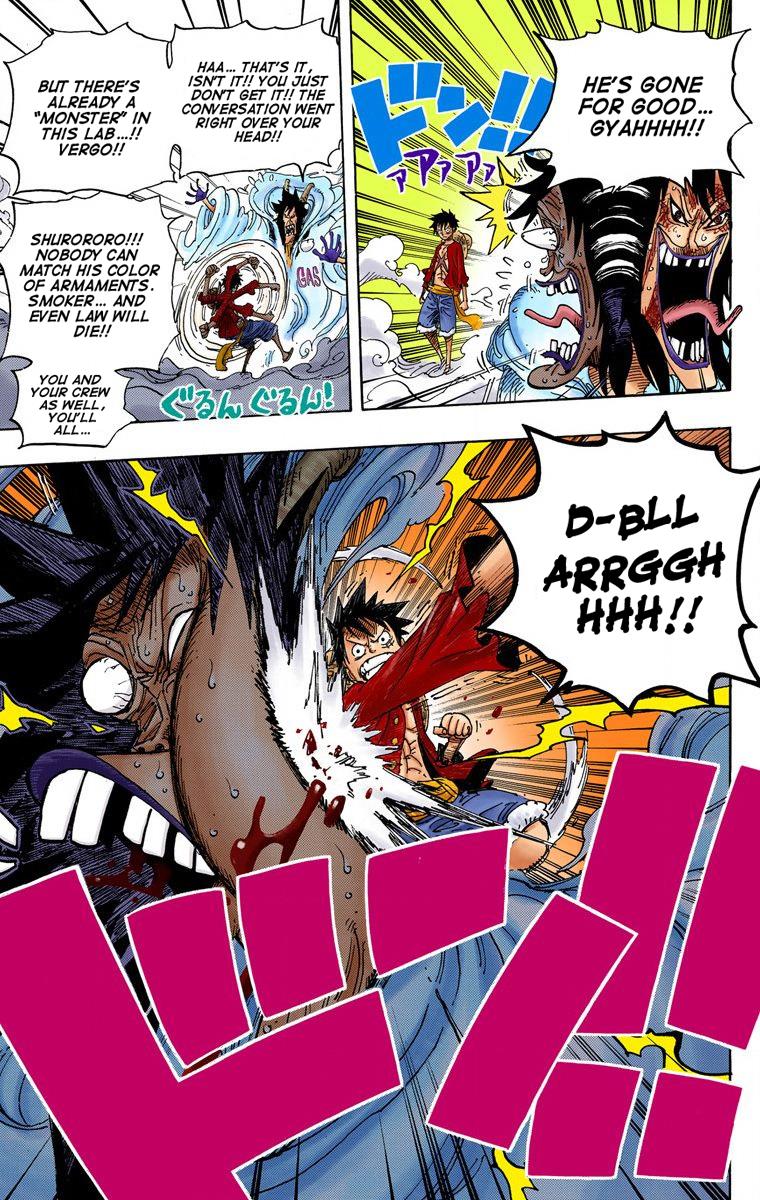 HE'S GONE
FOR GOOD...
GYAHHHH!!
ドン!!
ァアァァァ
HAA... THAT'S IT,
ISN'T IT!! YOU JUST
DON'T GET IT!! THE
CONVERSATION WENT
RIGHT OVER YOUR
HEAD!!
BUT THERE'S
ALREADY A
"MONSTER" IN
THIS LAB...!!
VERGO!!
GAS
SHURORORO!!!
NOBODY CAN
MATCH HIS COLOR
OF ARMAMENTS.
SMOKER... AND
EVEN LAW WILL
DIE!!
YOU AND
YOUR CREW
AS WELL,
YOU'LL
ALL...
ぐるん ぐるん!
D-BLL
ARRGGH
HHH!!
ドン!!